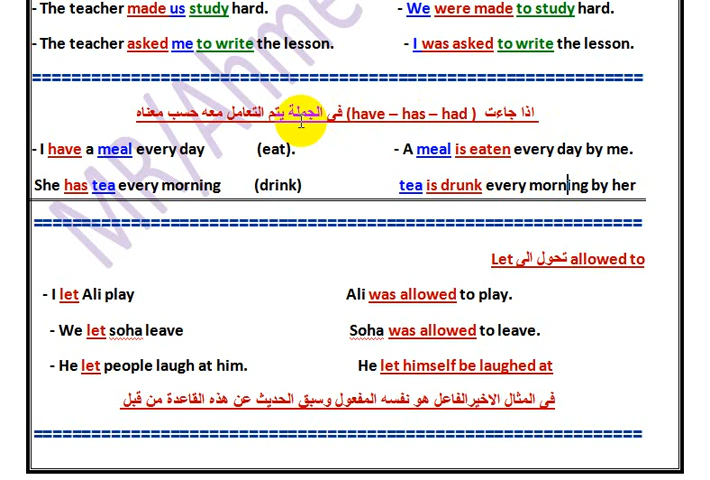 - The teacher made us study hard. - We were made to study hard.
- The teacher asked me to write the lesson. - I was asked to write the lesson.
================================================
اذا جاءت ( have – has – had) فى الجملة يتم التعامل معه حسب معناه
- I have a meal every day (eat). - A meal is eaten every day by me.
She has tea every morning (drink) tea is drunk every morning by her
================================================
Let تحول الى allowed to
- I let Ali play Ali was allowed to play.
- We let soha leave Soha was allowed to leave.
- He let people laugh at him. He let himself be laughed at
فى المثال الاخيرالفاعل هو نفسه المفعول وسبق الحديث عن هذه القاعدة من قبل
================================================
MR/Ahme